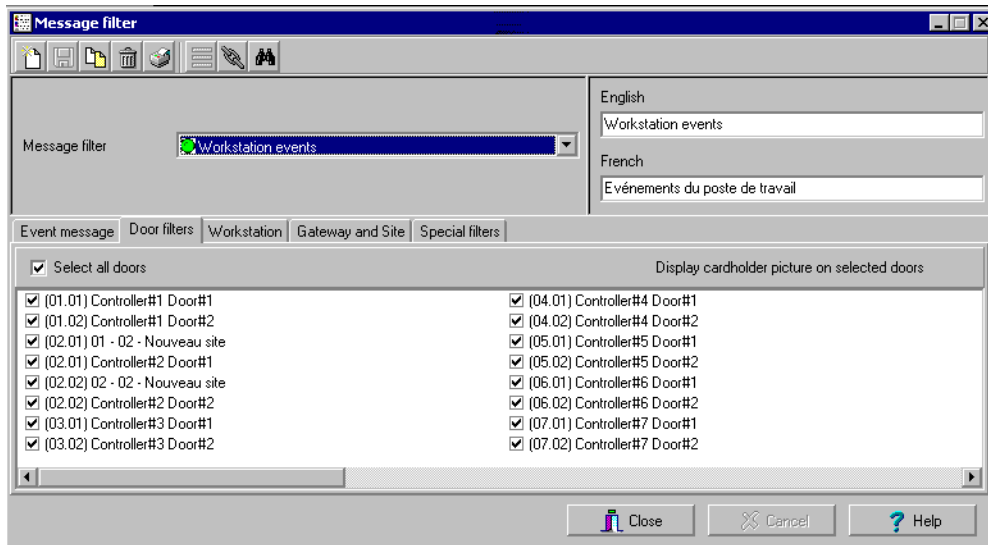 Message filter
English
Workstation events
Message filter
Workstation events
French
Evénements du poste de travail
Event message
Door filters
Workstation
Gateway and Site
Special filters
Select all doors
Display cardholder picture on selected doors
(01.01) Controller#1 Door#1
(01.02) Controller#1 Door#2
(02.01) 01 - 02 - Nouveau site
(02.01) Controller#2 Door#1
(02.02) 02 - 02 - Nouveau site
(02.02) Controller#2 Door#2
(03.01) Controller#3 Door#1
(03.02) Controller#3 Door#2
(04.01) Controller#4 Door#1
(04.02) Controller#4 Door#2
(05.01) Controller#5 Door#1
(05.02) Controller#5 Door#2
(06.01) Controller#6 Door#1
(06.02) Controller#6 Door#2
(07.01) Controller#7 Door#1
(07.02) Controller#7 Door#2
Close
Cancel
Help